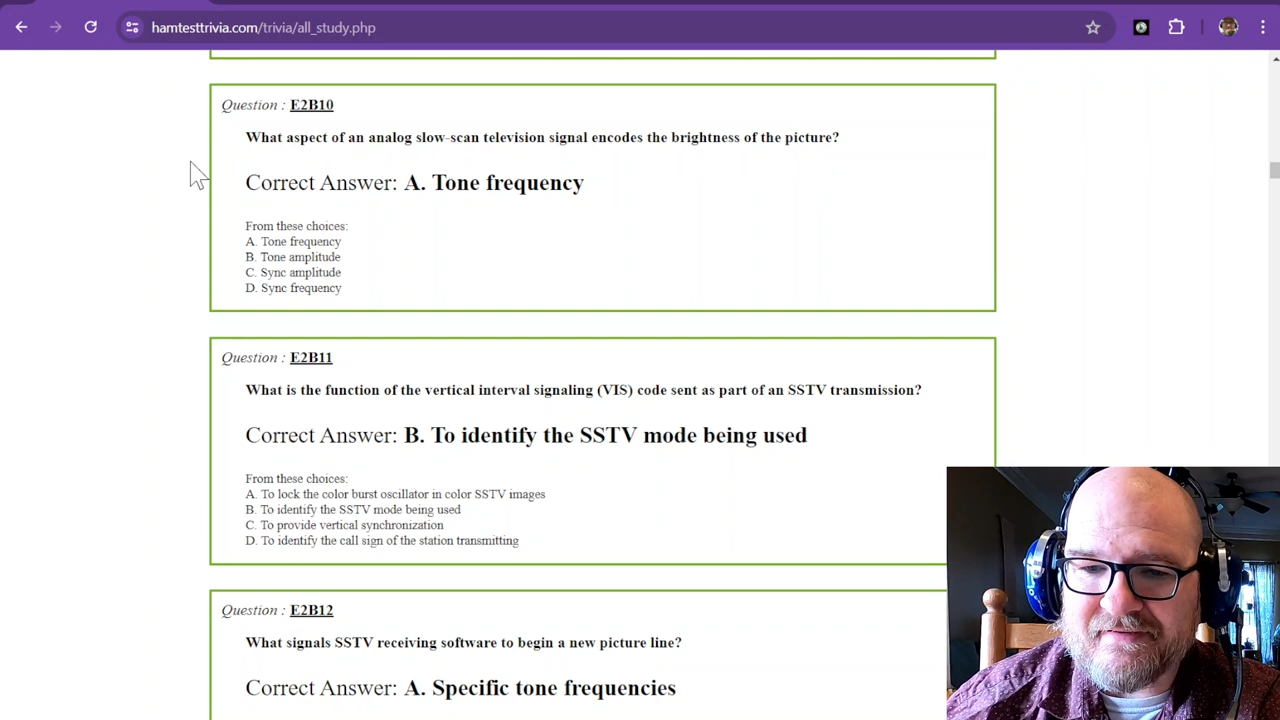 hamtesttrivia.com/trivia/all_study.php
Question : E2B10
What aspect of an analog slow-scan television signal encodes the brightness of the picture?
Correct Answer: A. Tone frequency
From these choices:
A. Tone frequency
B. Tone amplitude
C. Sync amplitude
D. Sync frequency
Question : E2B11
What is the function of the vertical interval signaling (VIS) code sent as part of an SSTV transmission?
Correct Answer: B. To identify the SSTV mode being used
From these choices:
A. To lock the color burst oscillator in color SSTV images
B. To identify the SSTV mode being used
C. To provide vertical synchronization
D. To identify the call sign of the station transmitting
Question : E2B12
What signals SSTV receiving software to begin a new picture line?
Correct Answer: A. Specific tone frequencies